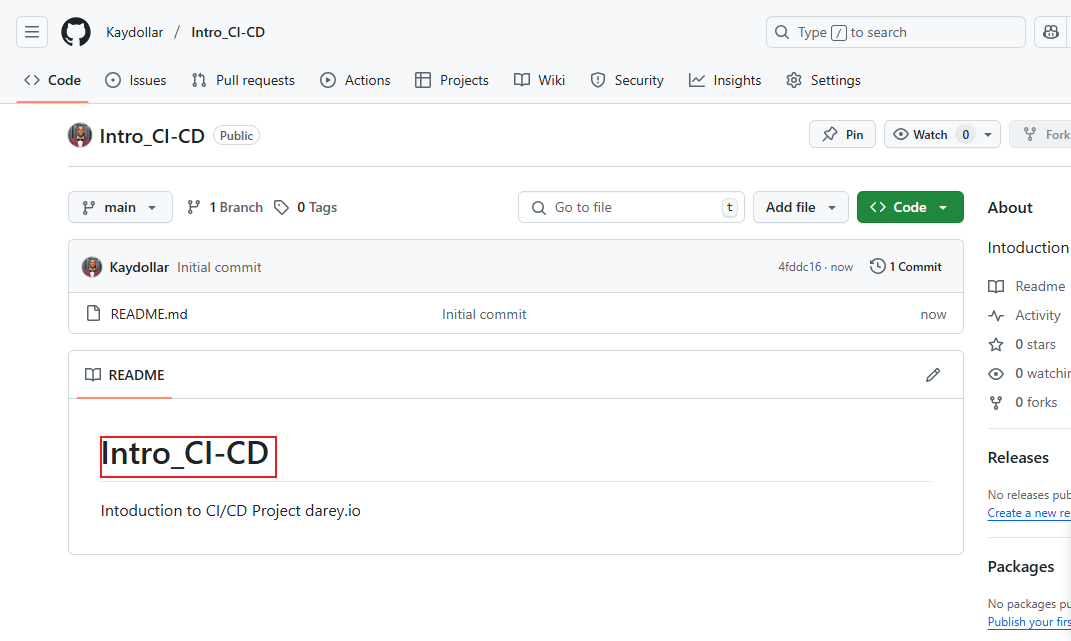 Kaydollar / Intro_CI-CD Type / to search
Code Issues Pull requests Actions Projects Wiki Security Insights Settings
Intro_CI-CD Public Pin Watch 0 Fork
main 1 Branch 0 Tags Go to file t Add file Code
Kaydollar Initial commit 4fddc16 · now 1 Commit
README.md Initial commit now
README
Intro_CI-CD
Intoduction to CI/CD Project darey.io
About
Intoduction
Readme
Activity
0 stars
0 watchin
0 forks
Releases
No releases pub
Create a new re
Packages
No packages pu
Publish your firs